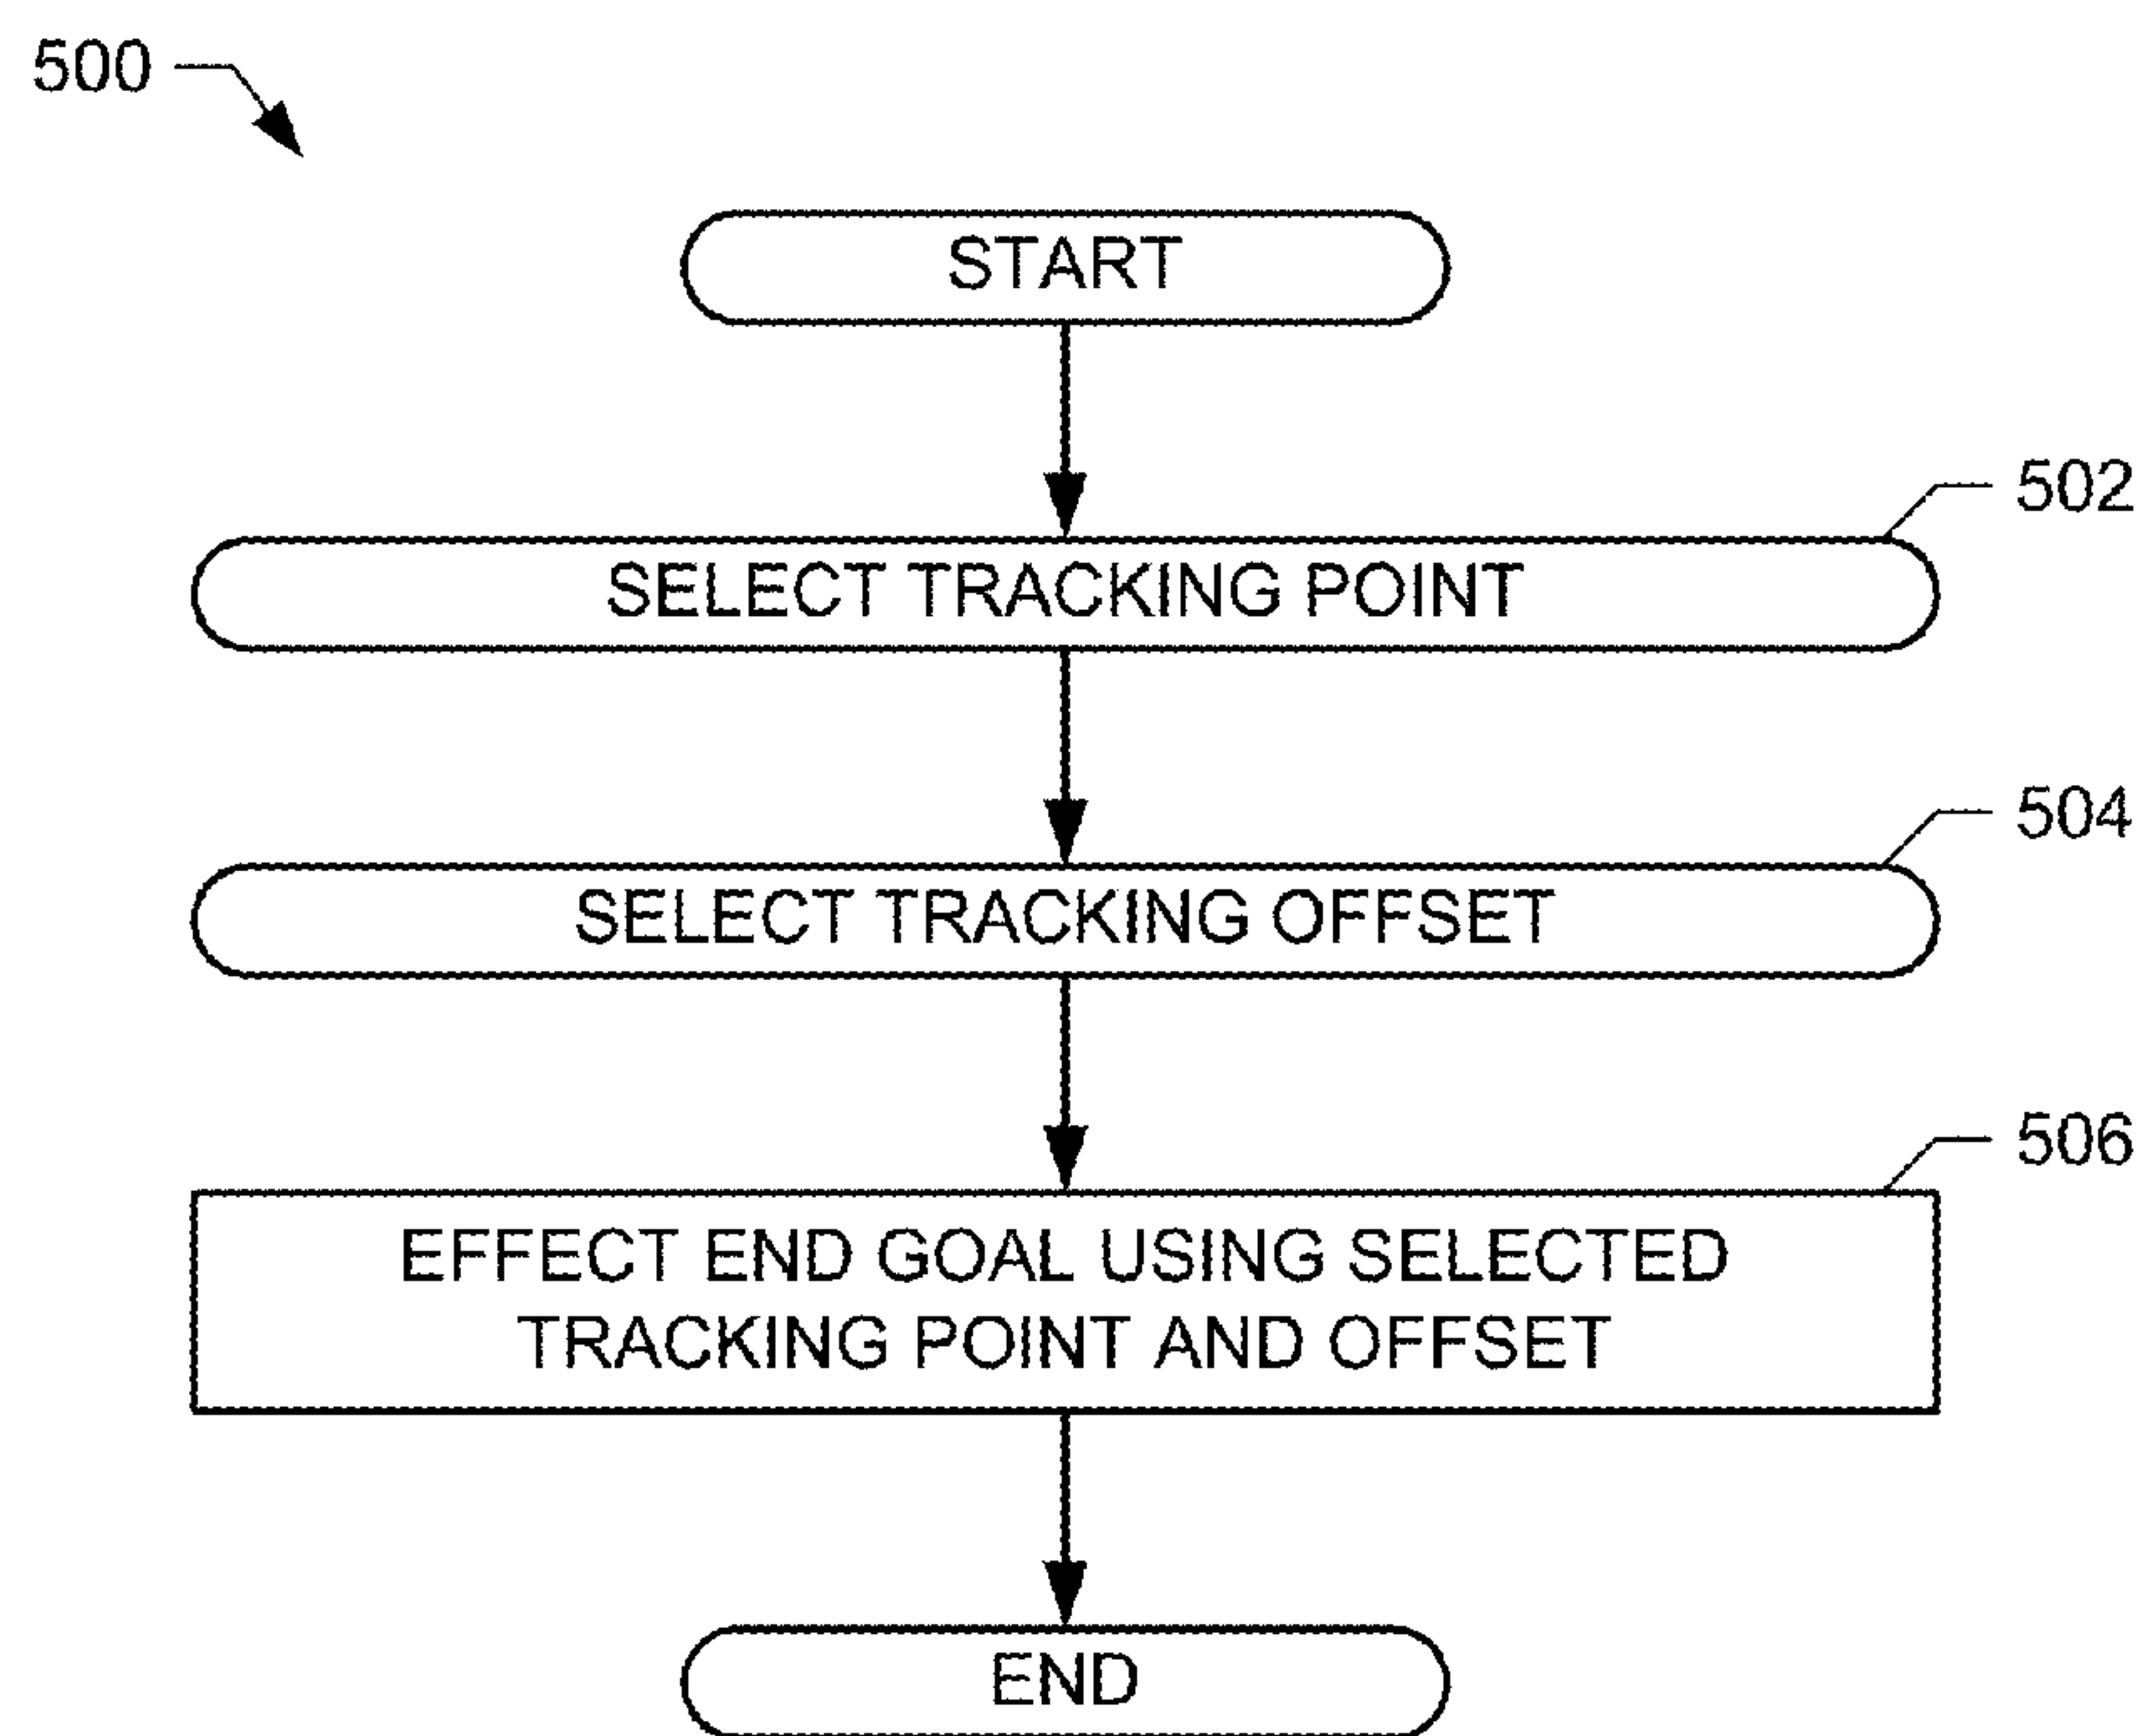 500
START
502
SELECT TRACKING POINT
504
SELECT TRACKING OFFSET
506
EFFECT END GOAL USING SELECTED
TRACKING POINT AND OFFSET
END